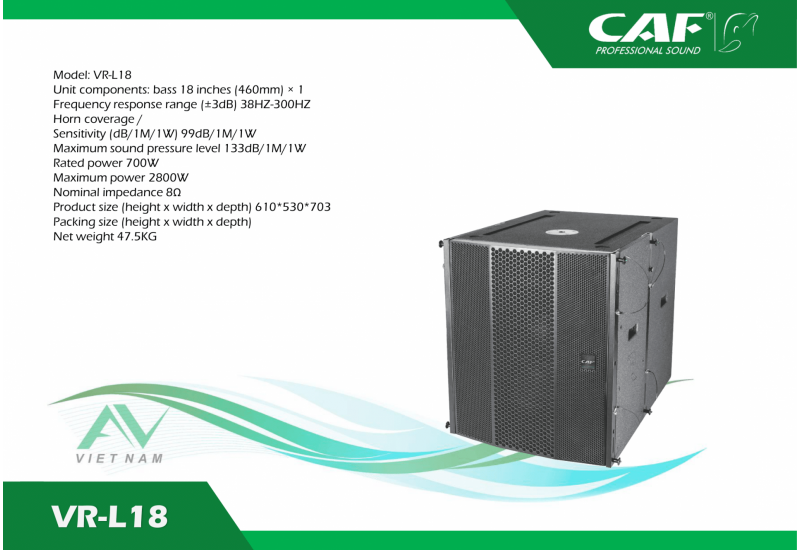 CAF®
PROFESSIONAL SOUND
Model: VR-L18
Unit components: bass 18 inches (460mm) × 1
Frequency response range (±3dB) 38HZ-300HZ
Horn coverage /
Sensitivity (dB/1M/1W) 99dB/1M/1W
Maximum sound pressure level 133dB/1M/1W
Rated power 700W
Maximum power 2800W
Nominal impedance 8Ω
Product size (height x width x depth) 610*530*703
Packing size (height x width x depth)
Net weight 47.5KG
CAF
AV
VIET NAM
VR-L18